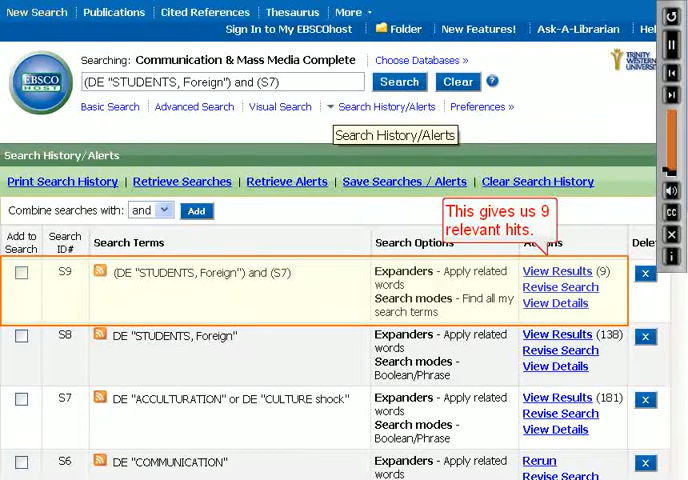 New Search | Publications | Cited References | Thesaurus | More
Sign In to My EBSCOhost | Folder | New Features! | Ask-A-Librarian |
Searching: Communication & Mass Media Complete | Choose Databases »
(DE "STUDENTS, Foreign") and (S7)
Search
Clear
?
EBSCO
HOST
TRINITY
WESTERN
Basic Search | Advanced Search | Visual Search | Search History/Alerts | Preferences »
Search History/Alerts
Search History/Alerts
Print Search History | Retrieve Searches | Retrieve Alerts | Save Searches / Alerts | Clear Search History
Combine searches with: and Add
This gives us 9
relevant hits.
Add to
Search
Search
ID#
Search Terms
Search Options
S9
(DE "STUDENTS, Foreign") and (S7)
Expanders - Apply related
words
Search modes - Find all my
search terms
View Results (9)
Revise Search
View Details
x
S8
DE "STUDENTS, Foreign"
Expanders - Apply related
words
Search modes -
Boolean/Phrase
View Results (138)
Revise Search
View Details
x
S7
DE "ACCULTURATION" or DE "CULTURE shock"
Expanders - Apply related
words
Search modes -
Boolean/Phrase
View Results (181)
Revise Search
View Details
x
S6
DE "COMMUNICATION"
Expanders - Apply related
words
Rerun
Revise Search
x
CC